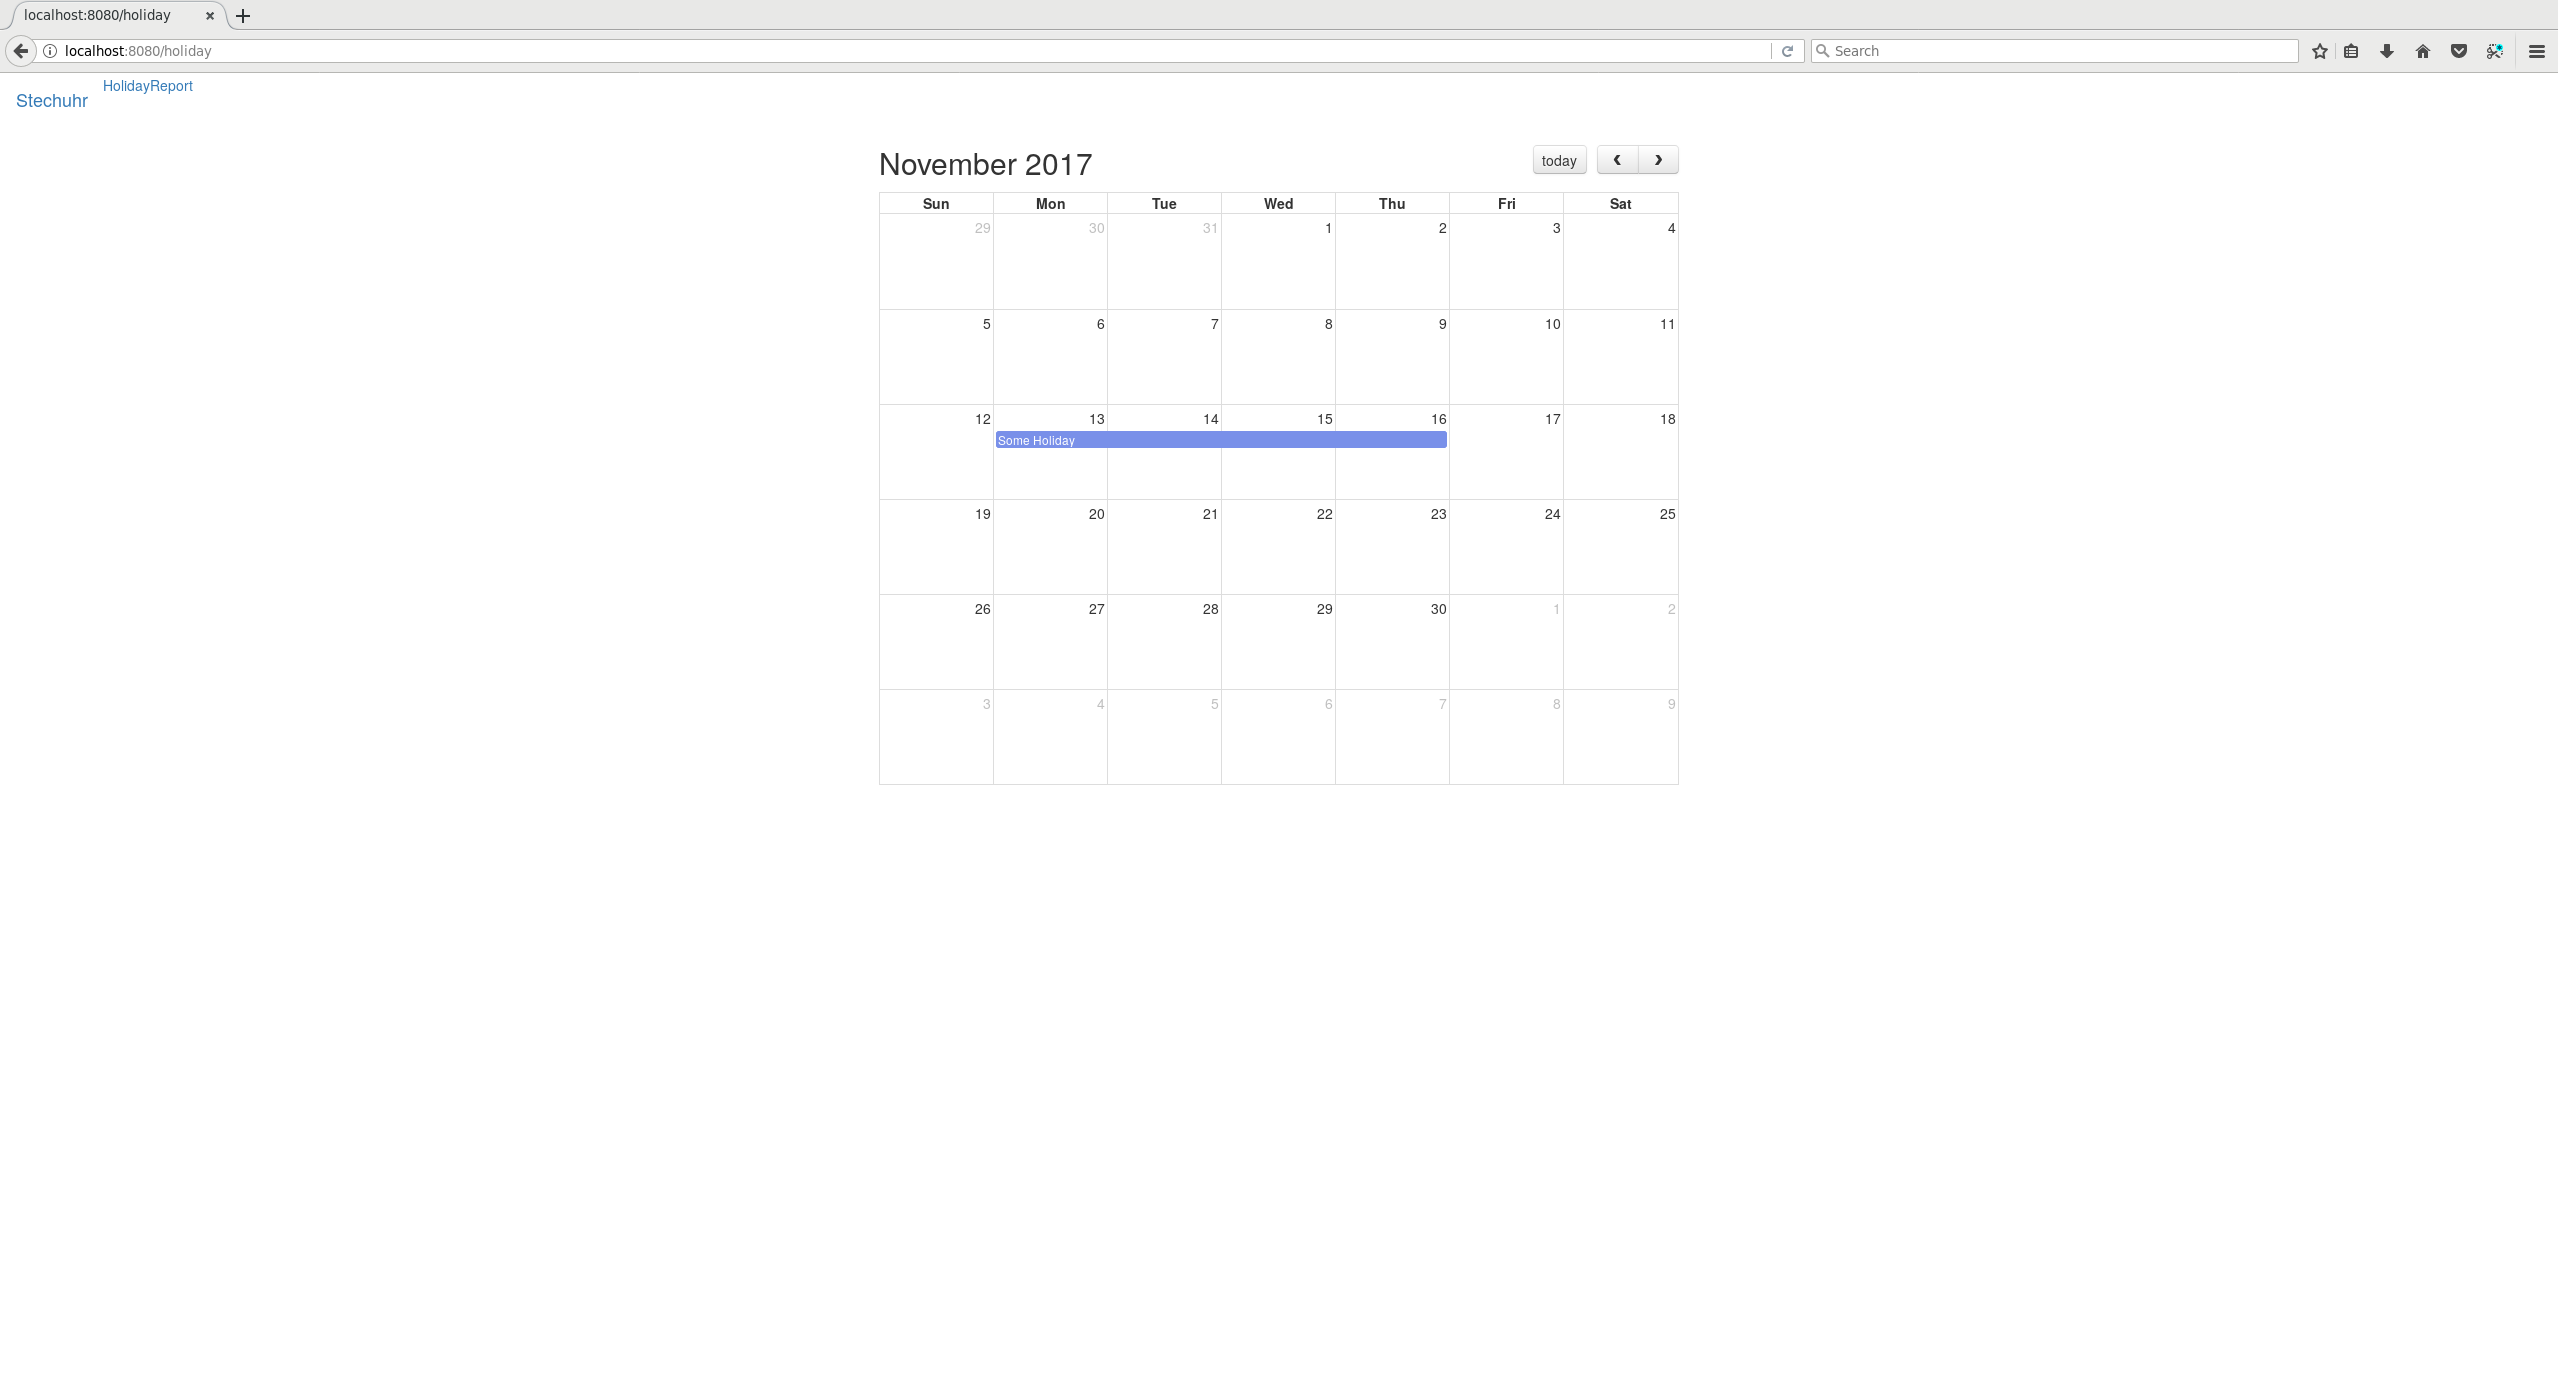 localhost:8080/holiday
localhost:8080/holiday
Search
HolidayReport
Stechuhr
November 2017
today
Sun Mon Tue Wed Thu Fri Sat
29 30 31 1 2 3 4
5 6 7 8 9 10 11
12 13 14 15 16 17 18
Some Holiday
19 20 21 22 23 24 25
26 27 28 29 30 1 2
3 4 5 6 7 8 9